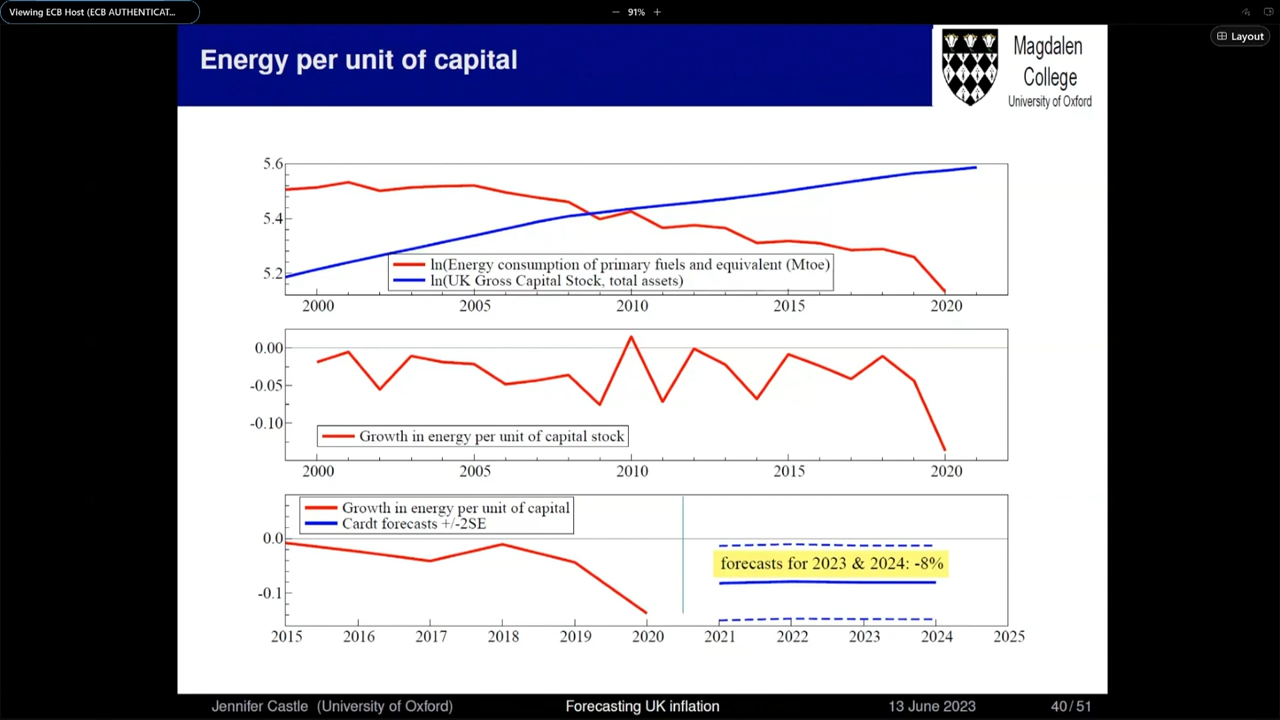 Viewing ECB Host (ECB AUTHENTICAT...
91%
Layout
Energy per unit of capital
Magdalen
College
University of Oxford
5.6
5.4
5.2
ln(Energy consumption of primary fuels and equivalent (Mtoe)
ln(UK Gross Capital Stock, total assets)
2000 2005 2010 2015 2020
0.00
-0.05
-0.10
Growth in energy per unit of capital stock
2000 2005 2010 2015 2020
Growth in energy per unit of capital
Cardt forecasts +/-2SE
0.0
forecasts for 2023 & 2024: -8%
-0.1
2015 2016 2017 2018 2019 2020 2021 2022 2023 2024 2025
Jennifer Castle (University of Oxford) Forecasting UK inflation 13 June 2023 40 / 51